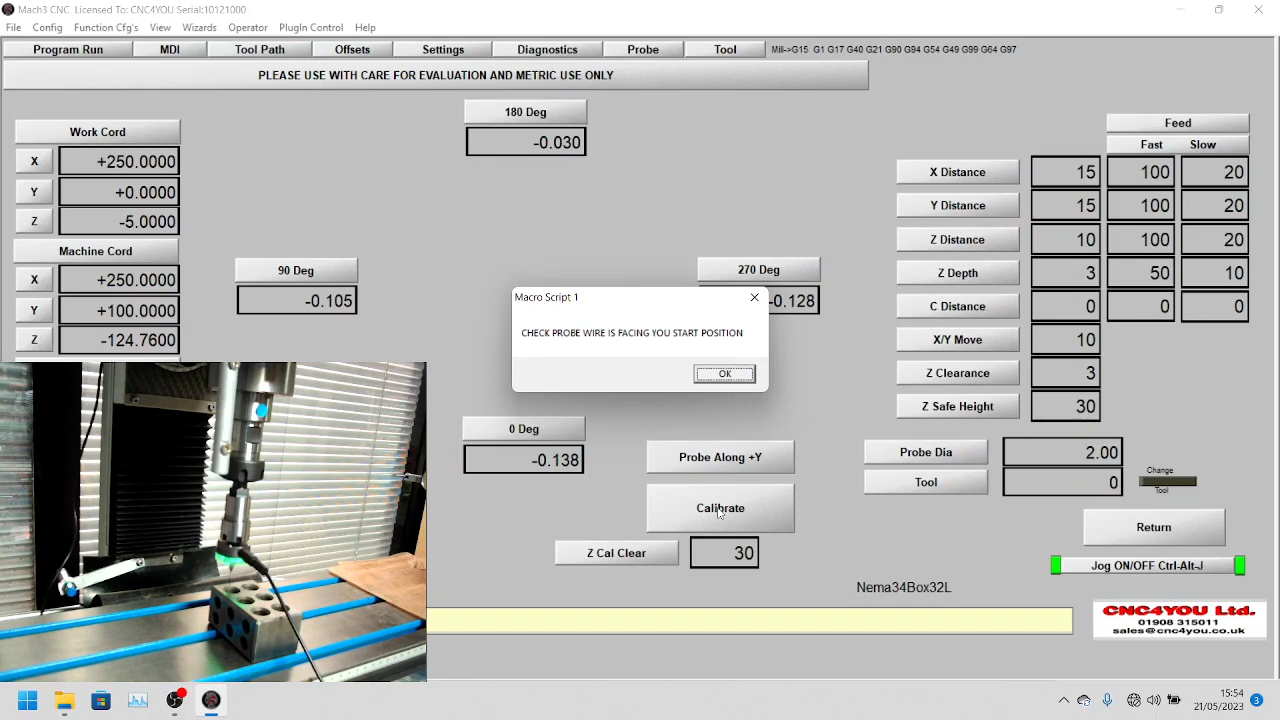 Mach3 CNC. Licensed To: CNC4YOU Serial:10121000
File Config Function Cfg's View Wizards Operator PlugIn Control Help
Program Run MDI Tool Path Offsets Settings Diagnostics Probe Tool Mill->G15 G1 G17 G40 G21 G90 G94 G54 G49 G99 G64 G97
PLEASE USE WITH CARE FOR EVALUATION AND METRIC USE ONLY
Work Cord
X +250.0000
Y +0.0000
Z -5.0000
Machine Cord
X +250.0000
Y +100.0000
Z -124.7600
180 Deg
-0.030
90 Deg
-0.105
270 Deg
-0.128
Macro Script 1
CHECK PROBE WIRE IS FACING YOU START POSITION
OK
0 Deg
-0.138
Probe Along +Y
Calibrate
Z Cal Clear 30
Feed
Fast Slow
X Distance 15 100 20
Y Distance 15 100 20
Z Distance 10 100 20
Z Depth 3 50 10
C Distance 0 0 0
X/Y Move 10
Z Clearance 3
Z Safe Height 30
Probe Dia 2.00
Tool 0
Change
Tool
Return
Jog ON/OFF Ctrl-Alt-J
Nema34Box32L
CNC4YOU Ltd.
01908 315011
sales@cnc4you.co.uk
15:54
21/05/2023
3